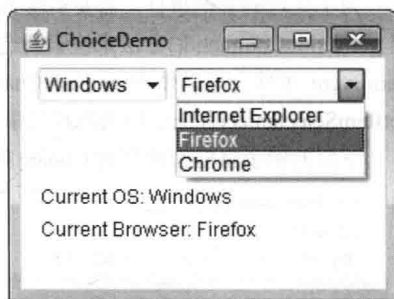 ChoiceDemo
Windows Firefox
Internet Explorer
Firefox
Chrome
Current OS: Windows
Current Browser: Firefox